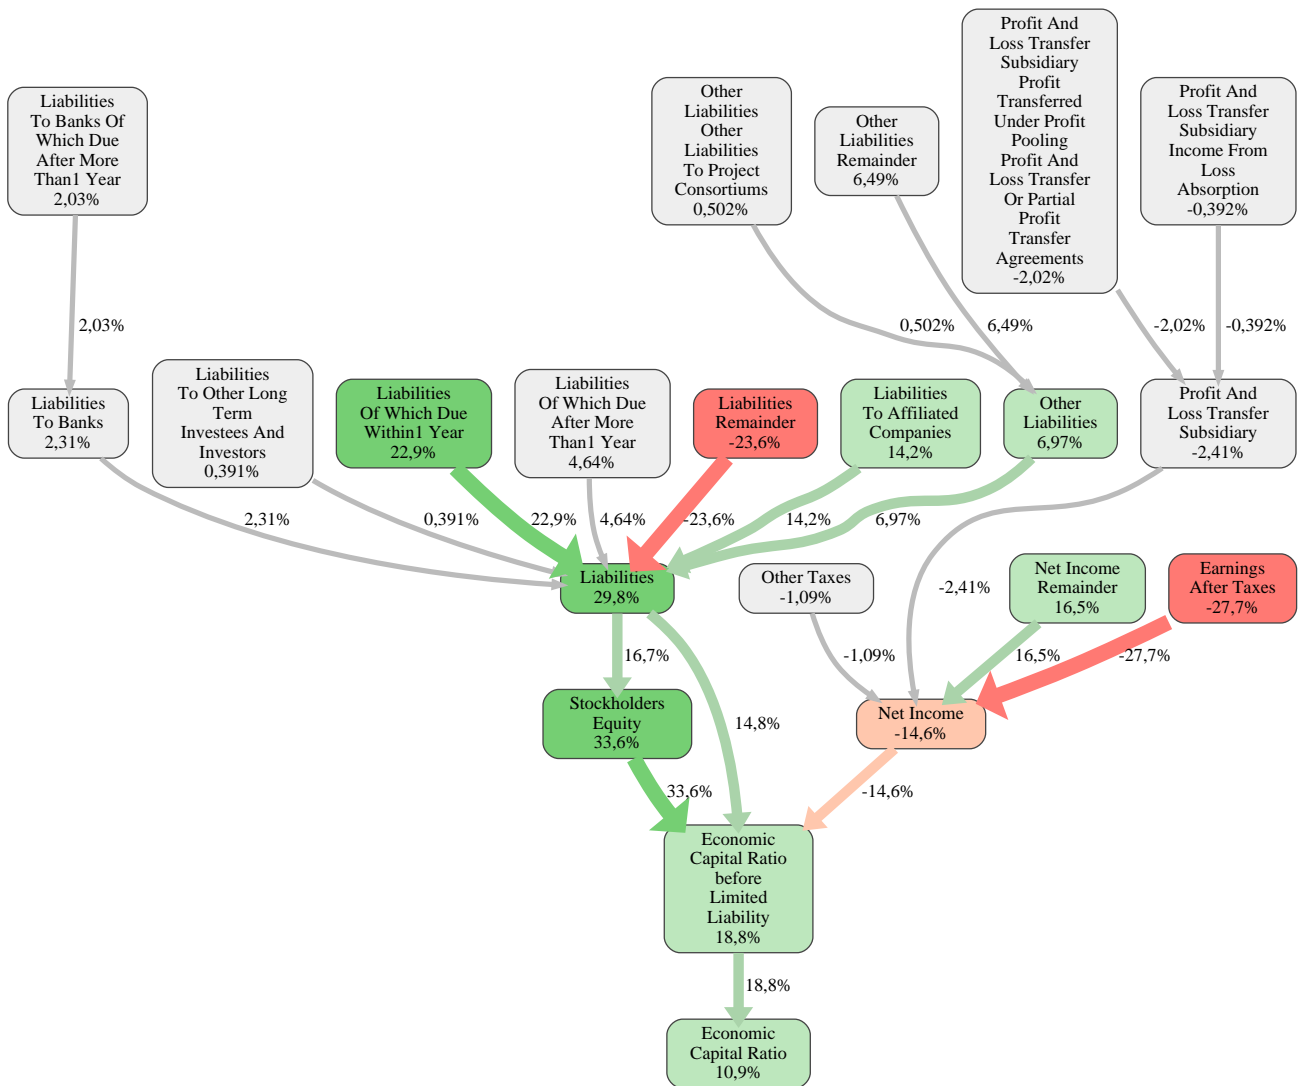 Profit And
Loss Transfer
Subsidiary
Profit
Transferred
Under Profit
Pooling
Profit And
Loss Transfer
Or Partial
Profit
Transfer
Agreements
-2,02%
Liabilities
To Banks Of
Which Due
After More
Than1 Year
2,03%
Other
Liabilities
Other
Liabilities
To Project
Consortiums
0,502%
Other
Liabilities
Remainder
6,49%
Profit And
Loss Transfer
Subsidiary
Income From
Loss
Absorption
-0,392%
2,03%
0,502%
6,49%
-2,02%
-0,392%
Liabilities
To Banks
2,31%
Liabilities
To Other Long
Term
Investees And
Investors
0,391%
Liabilities
Of Which Due
Within1 Year
22,9%
Liabilities
Of Which Due
After More
Than1 Year
4,64%
Liabilities
Remainder
-23,6%
Liabilities
To Affiliated
Companies
14,2%
Other
Liabilities
6,97%
Profit And
Loss Transfer
Subsidiary
-2,41%
2,31%
0,391%
22,9%
4,64%
-23,6%
14,2%
6,97%
Liabilities
29,8%
Other Taxes
-1,09%
-2,41%
Net Income
Remainder
16,5%
Earnings
After Taxes
-27,7%
16,7%
-1,09%
16,5%
-27,7%
Stockholders
Equity
33,6%
14,8%
Net Income
-14,6%
33,6%
-14,6%
Economic
Capital Ratio
before
Limited
Liability
18,8%
18,8%
Economic
Capital Ratio
10,9%